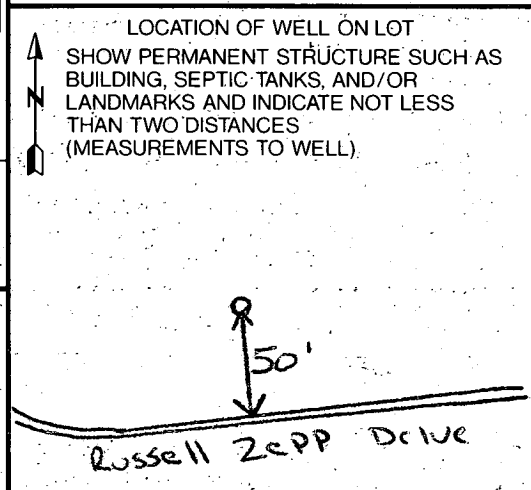 LOCATION OF WELL ON LOT
SHOW PERMANENT STRUCTURE SUCH AS
BUILDING, SEPTIC TANKS, AND/OR
N LANDMARKS AND INDICATE NOT LESS
THAN TWO DISTANCES
(MEASUREMENTS TO WELL)
50'
Russell Zepp Drive